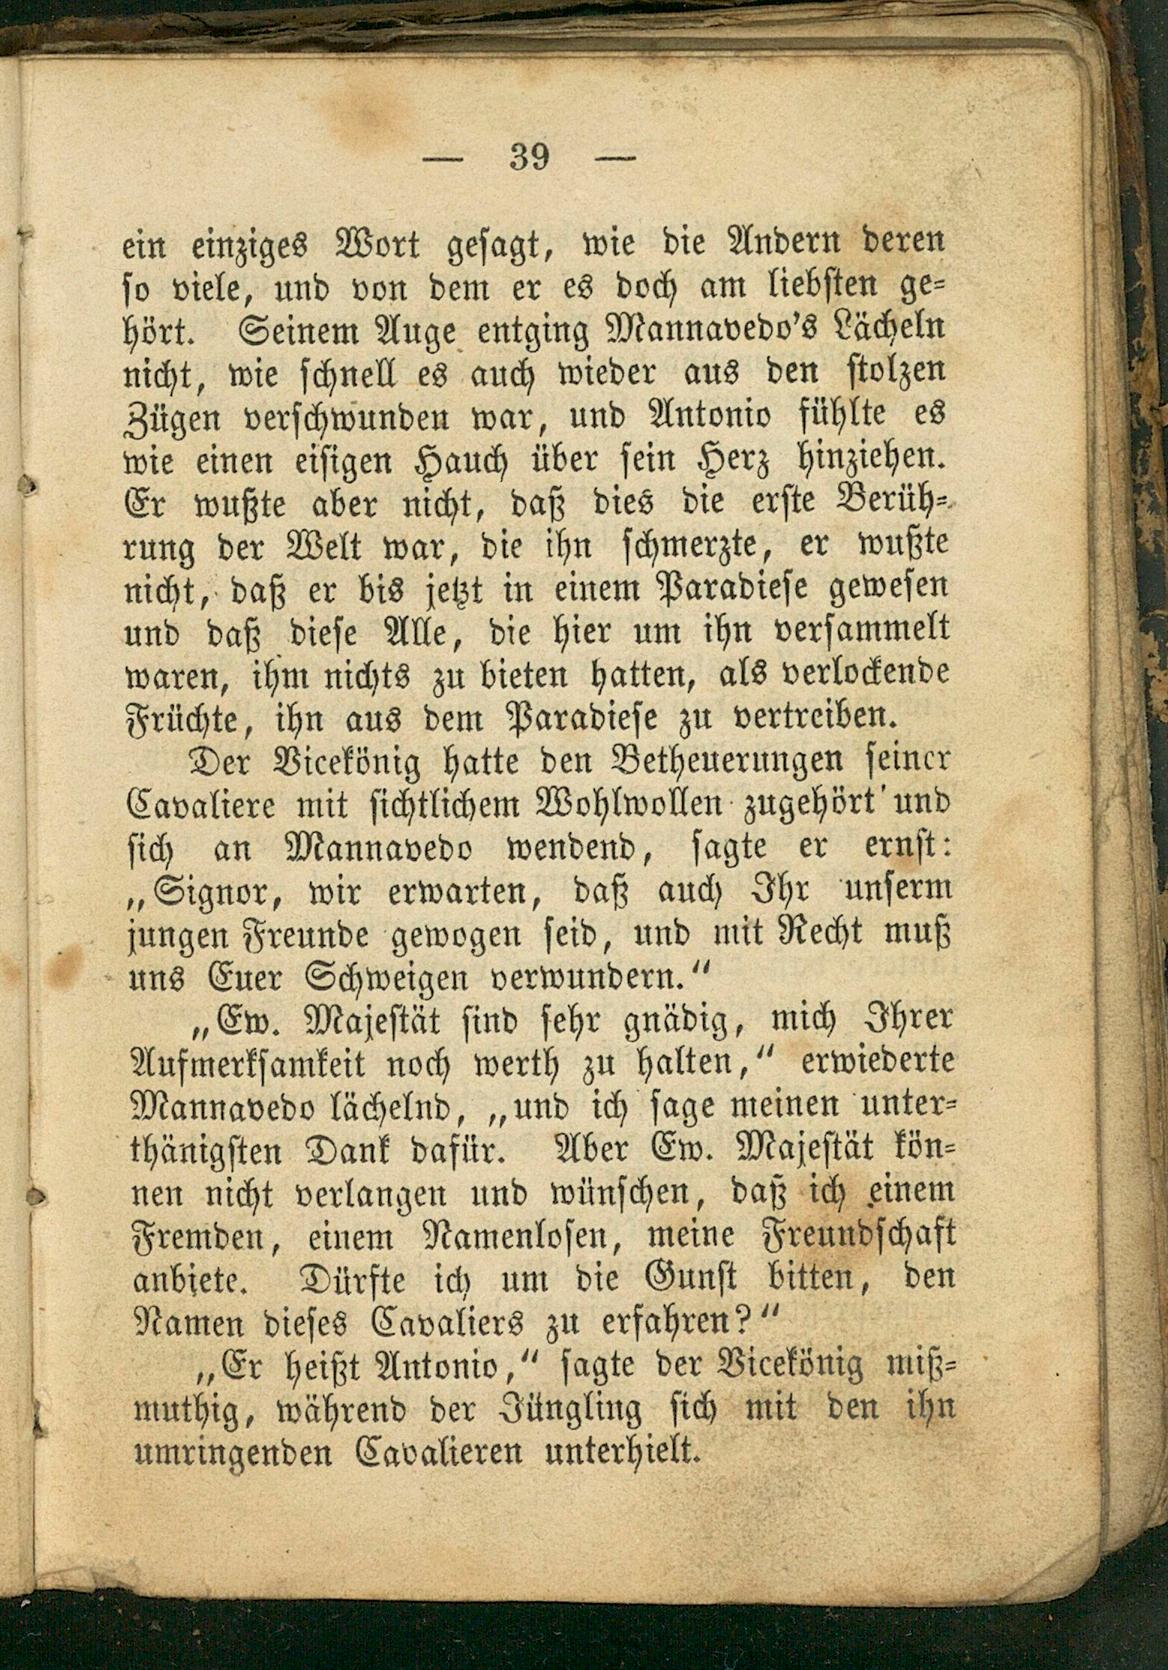 — 39 —
ein einziges Wort gesagt, wie die Andern deren
so viele, und von dem er es doch am liebsten ge-
hört. Seinem Auge entging Mannavedo's Lächeln
nicht, wie schnell es auch wieder aus den stolzen
Zügen verschwunden war, und Antonio fühlte es
wie einen eisigen Hauch über sein Herz hinziehen.
Er wußte aber nicht, daß dies die erste Berüh-
rung der Welt war, die ihn schmerzte, er wußte
nicht, daß er bis jetzt in einem Paradiese gewesen
und daß diese Alle, die hier um ihn versammelt
waren, ihm nichts zu bieten hatten, als verlockende
Früchte, ihn aus dem Paradiese zu vertreiben.
Der Vicekönig hatte den Betheuerungen seiner
Cavaliere mit sichtlichem Wohlwollen zugehört und
sich an Mannavedo wendend, sagte er ernst:
„Signor, wir erwarten, daß auch Ihr unserm
jungen Freunde gewogen seid, und mit Recht muß
uns Euer Schweigen verwundern.“
„Ew. Majestät sind sehr gnädig, mich Ihrer
Aufmerksamkeit noch werth zu halten,“ erwiederte
Mannavedo lächelnd, „und ich sage meinen unter-
thänigsten Dank dafür. Aber Ew. Majestät kön-
nen nicht verlangen und wünschen, daß ich einem
Fremden, einem Namenlosen, meine Freundschaft
anbiete. Dürfte ich um die Gunst bitten, den
Namen dieses Cavaliers zu erfahren?“
„Er heißt Antonio,“ sagte der Vicekönig miß-
muthig, während der Jüngling sich mit den ihn
umringenden Cavalieren unterhielt.